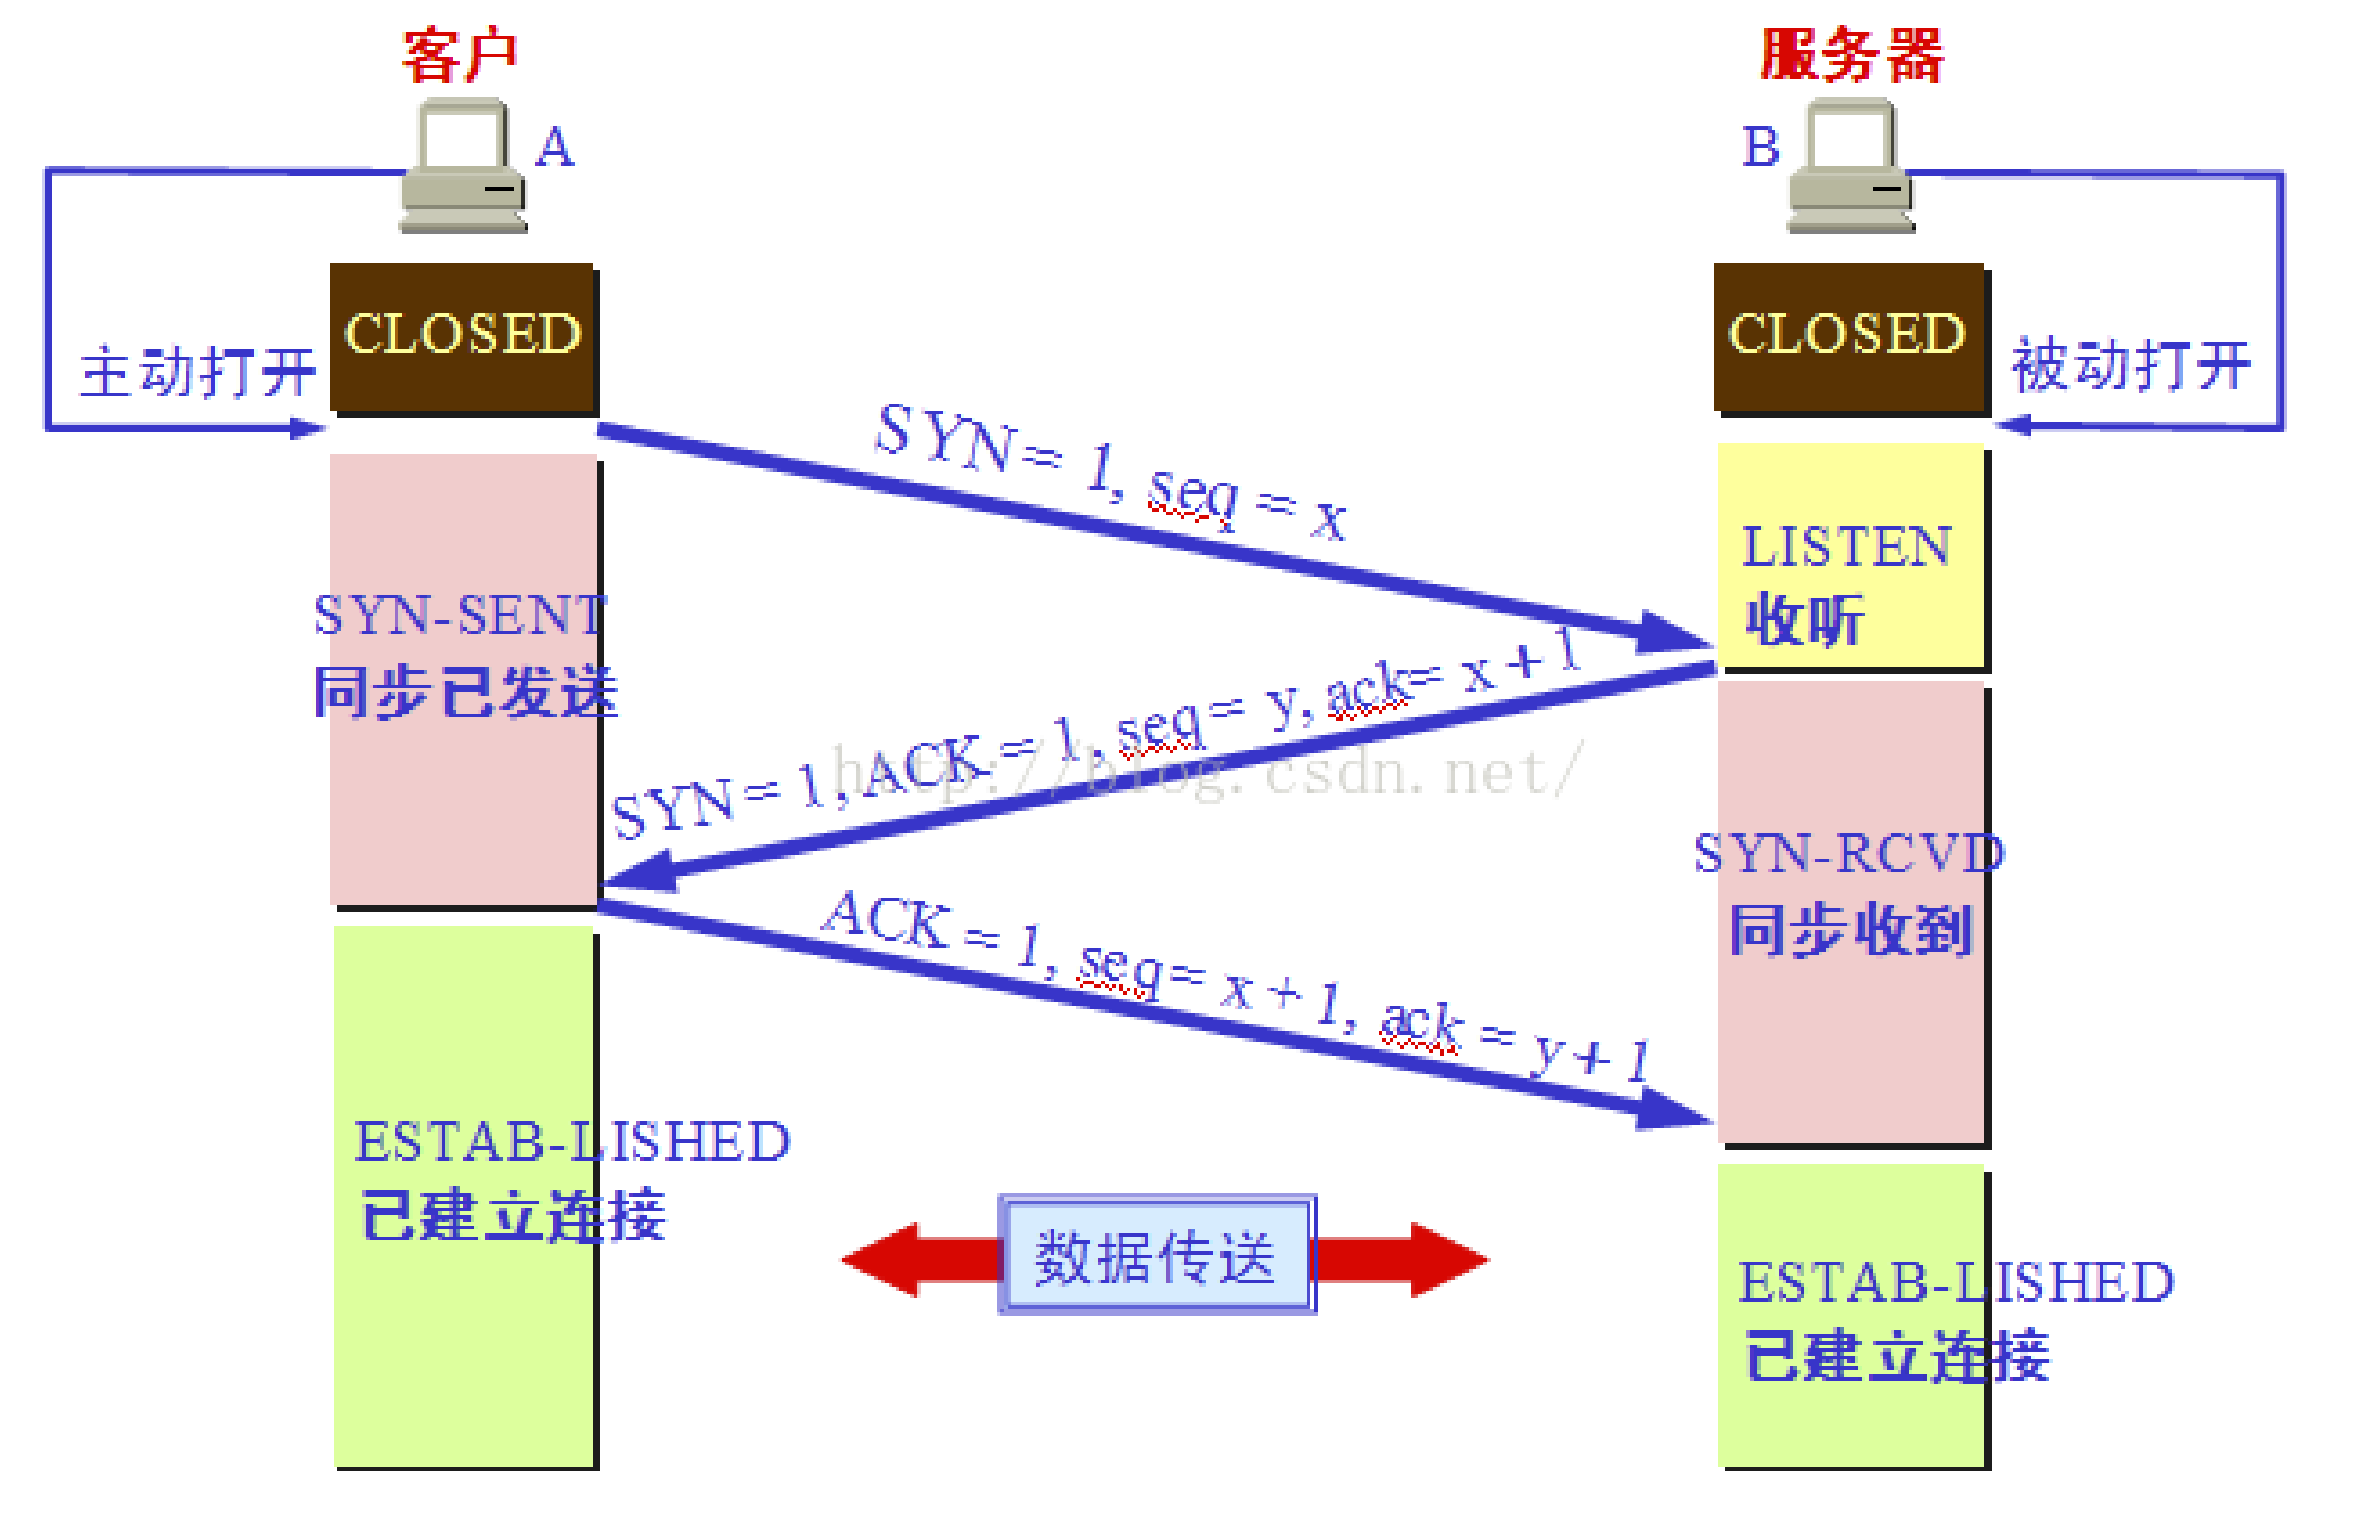 客户
服务器
A
B
CLOSED
CLOSED
主动打开
被动打开
SYN = 1, seq = x
LISTEN
收听
SYN-SENT
同步已发送
SYN = 1, ACK = 1, seq = y, ack= x + 1
http://blog.csdn.net/
SYN-RCVD
同步收到
ACK = 1, seq = x + 1, ack = y + 1
ESTAB-LISHED
已建立连接
数据传送
ESTAB-LISHED
已建立连接